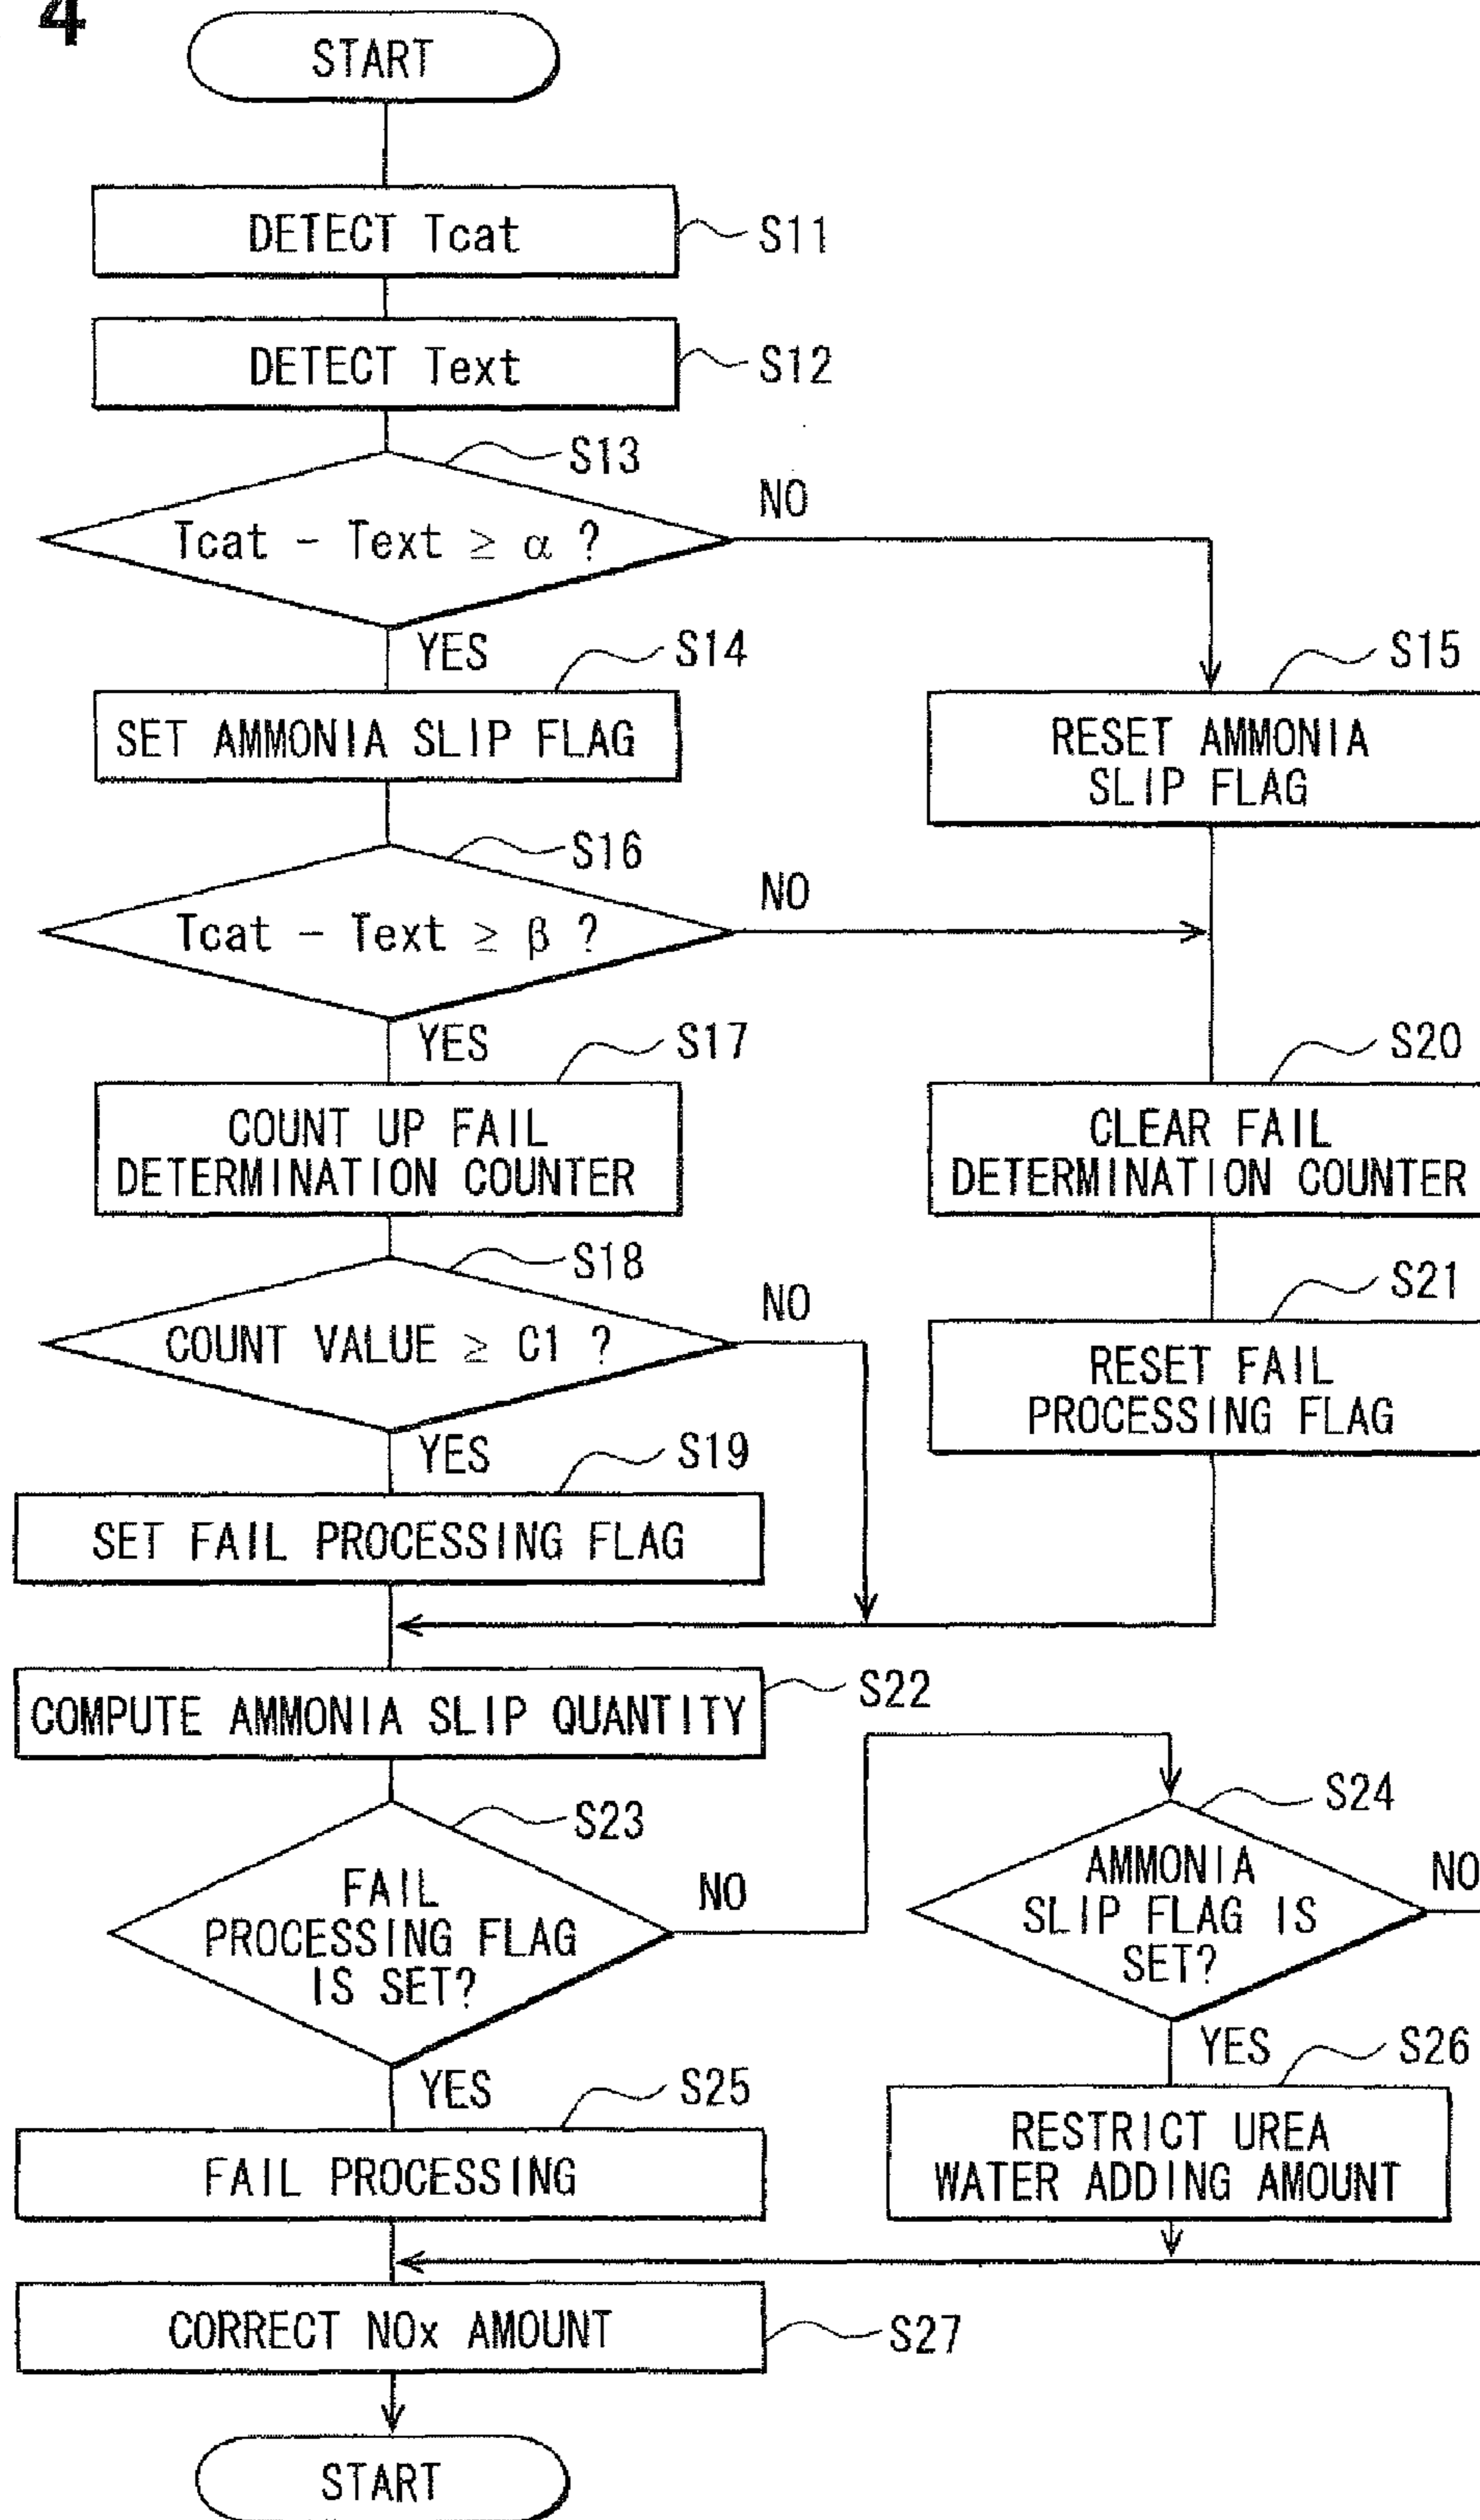 4
START
DETECT Tcat
S11
DETECT Text
S12
S13
Tcat - Text ≥ α ?
NO
YES
S14
SET AMMONIA SLIP FLAG
S15
RESET AMMONIA
SLIP FLAG
S16
Tcat - Text ≥ β ?
NO
YES
S17
COUNT UP FAIL
DETERMINATION COUNTER
S20
CLEAR FAIL
DETERMINATION COUNTER
S18
COUNT VALUE ≥ C1 ?
NO
S21
RESET FAIL
PROCESSING FLAG
YES
S19
SET FAIL PROCESSING FLAG
COMPUTE AMMONIA SLIP QUANTITY
S22
S23
FAIL
PROCESSING FLAG
IS SET?
NO
S24
AMMONIA
SLIP FLAG IS
SET?
NO
YES
S25
FAIL PROCESSING
YES
S26
RESTRICT UREA
WATER ADDING AMOUNT
CORRECT NOx AMOUNT
S27
START